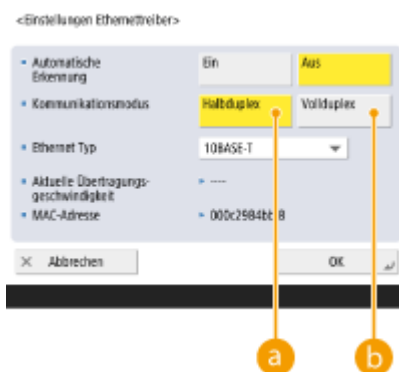 <Einstellungen Ethernettreiber>
Automatische
Erkennung
Ein
Aus
Kommunikationsmodus
Halbduplex
Vollduplex
Ethernet Typ
10BASE-T
Aktuelle Übertragungs-
geschwindigkeit
----
MAC-Adresse
Abbrechen
OK
a
b